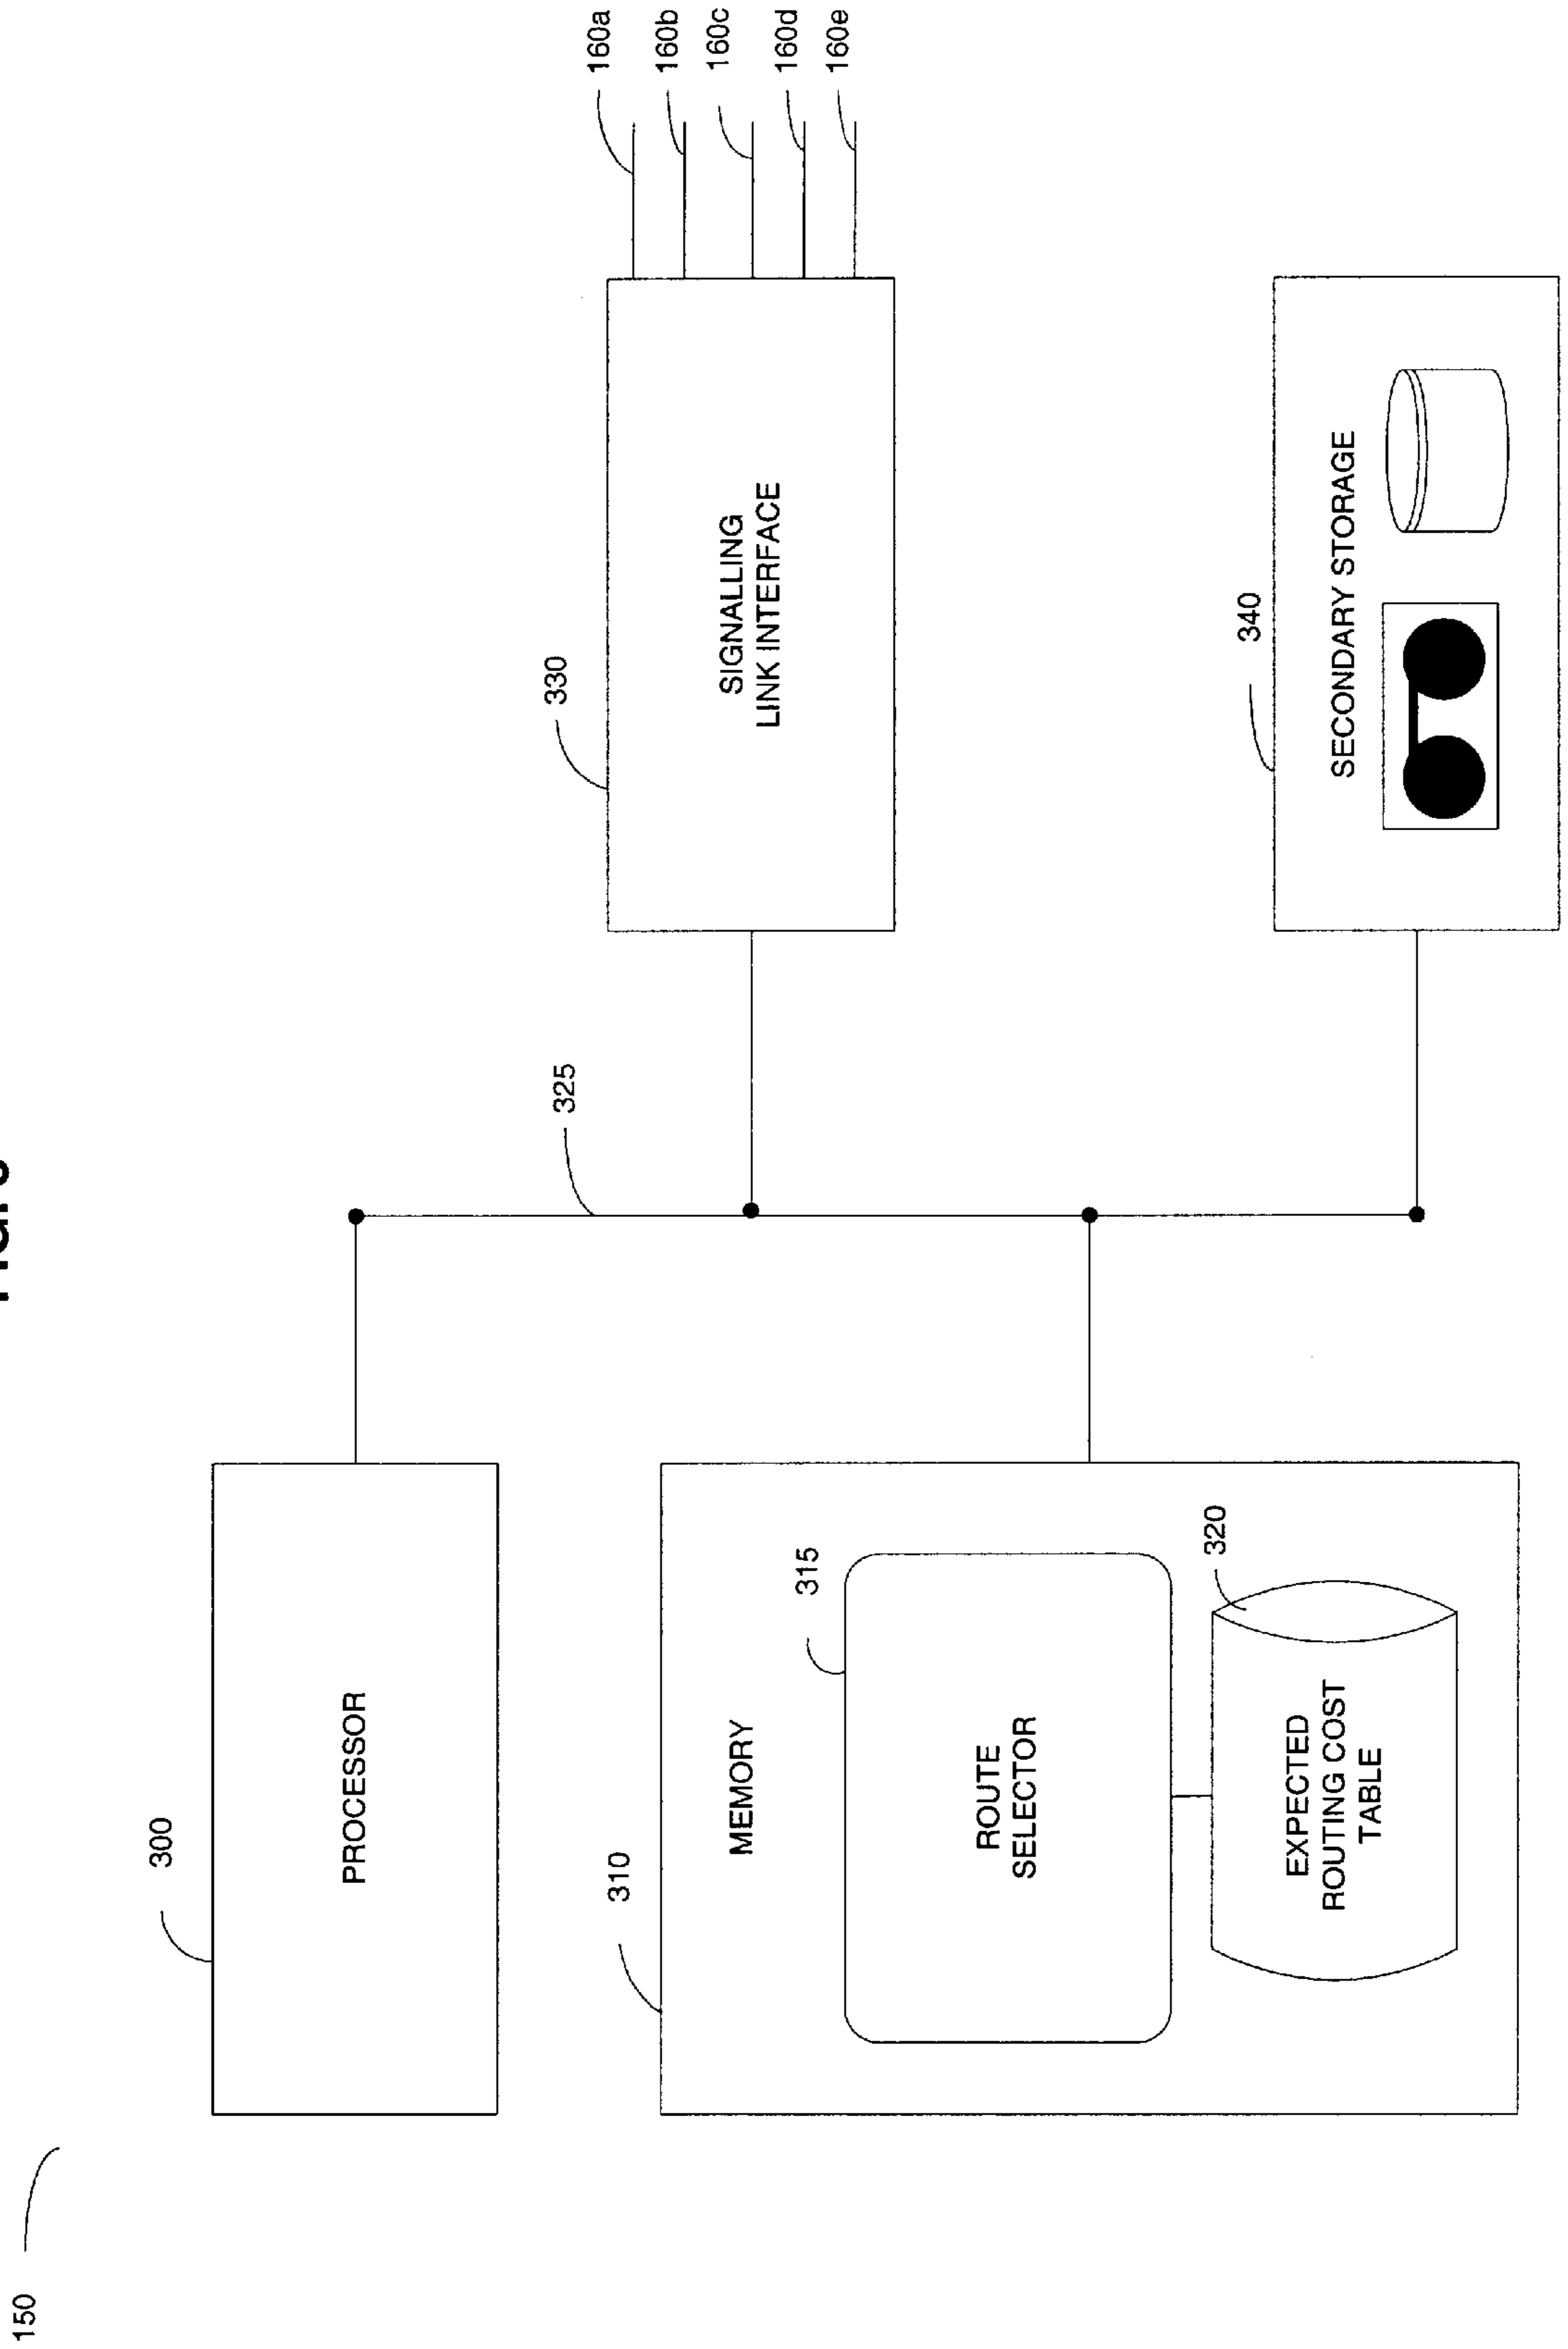 150
300
PROCESSOR
310
MEMORY
315
ROUTE
SELECTOR
320
EXPECTED
ROUTING COST
TABLE
325
330
SIGNALLING
LINK INTERFACE
160a
160b
160c
160d
160e
340
SECONDARY STORAGE